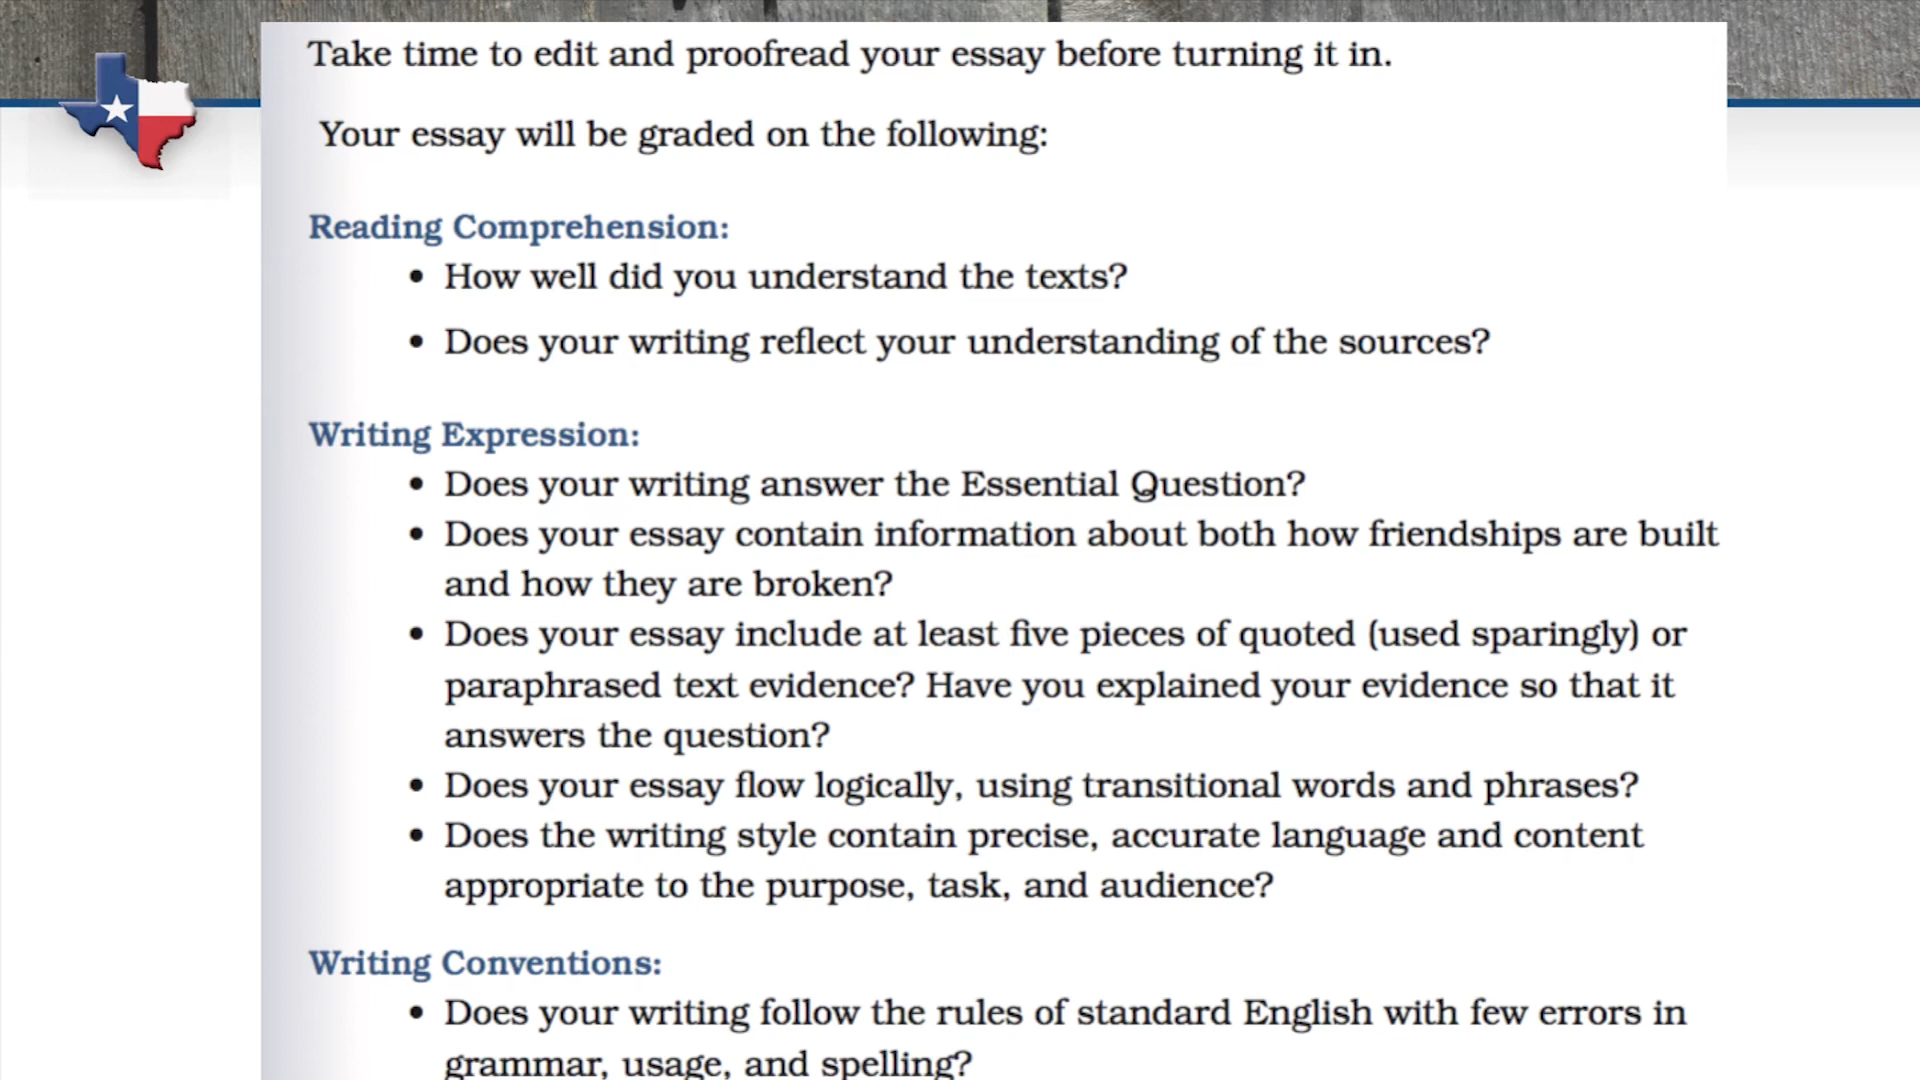 Take time to edit and proofread your essay before turning it in.
Your essay will be graded on the following:
Reading Comprehension:
• How well did you understand the texts?
• Does your writing reflect your understanding of the sources?
Writing Expression:
• Does your writing answer the Essential Question?
• Does your essay contain information about both how friendships are built
and how they are broken?
• Does your essay include at least five pieces of quoted (used sparingly) or
paraphrased text evidence? Have you explained your evidence so that it
answers the question?
• Does your essay flow logically, using transitional words and phrases?
• Does the writing style contain precise, accurate language and content
appropriate to the purpose, task, and audience?
Writing Conventions:
• Does your writing follow the rules of standard English with few errors in
grammar, usage, and spelling?